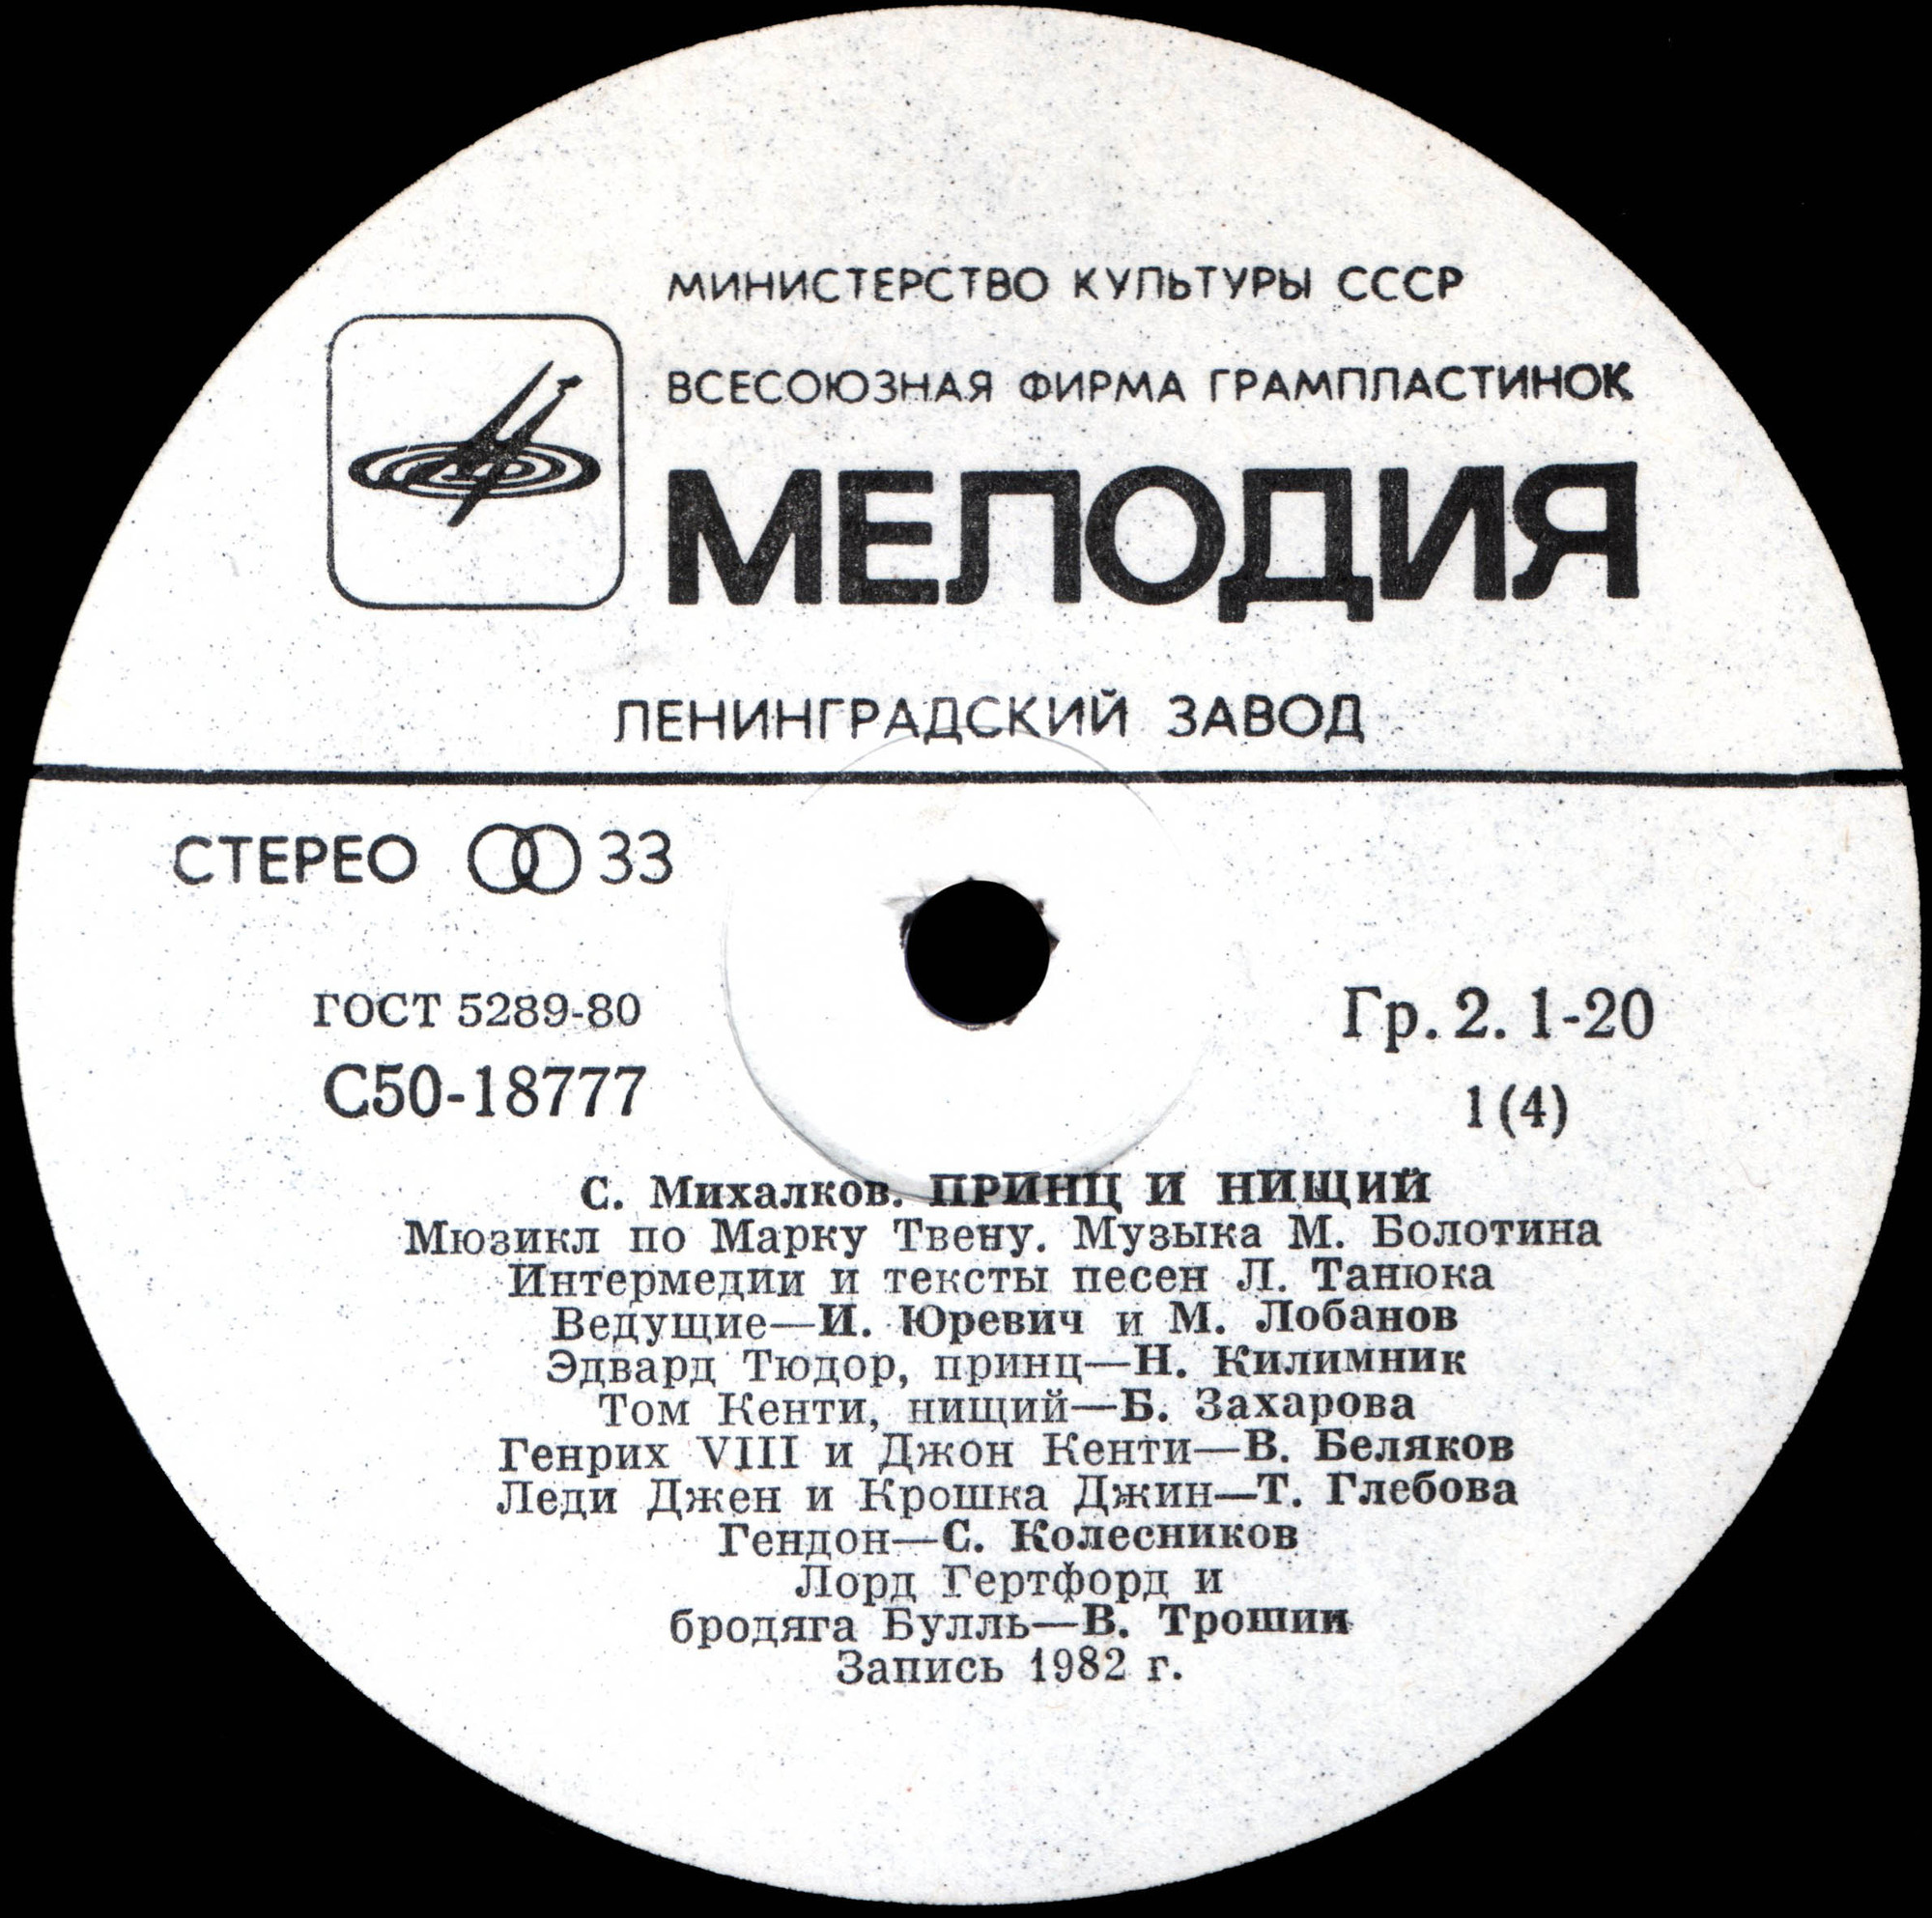 МИНИСТЕРСТВО КУЛЬТУРЫ СССР
ВСЕСОЮЗНАЯ ФИРМА ГРАМПЛАСТИНОК
МЕЛОДИЯ
ЛЕНИНГРАДСКИЙ ЗАВОД
СТЕРЕО 33
ГОСТ 5289-80
С50-18777
Гр. 2. 1-20
1(4)
С. Михалков. ПРИНЦ И НИЩИЙ
Мюзикл по Марку Твену. Музыка М. Болотина
Интермедии и тексты песен Л. Танюка
Ведущие—И. Юревич и М. Лобанов
Эдвард Тюдор, принц—Н. Килимник
Том Кенти, нищий—Б. Захарова
Генрих VIII и Джон Кенти—В. Беляков
Леди Джен и Крошка Джин—Т. Глебова
Гендон—С. Колесников
Лорд Гертфорд и
бродяга Булль—В. Трошин
Запись 1982 г.